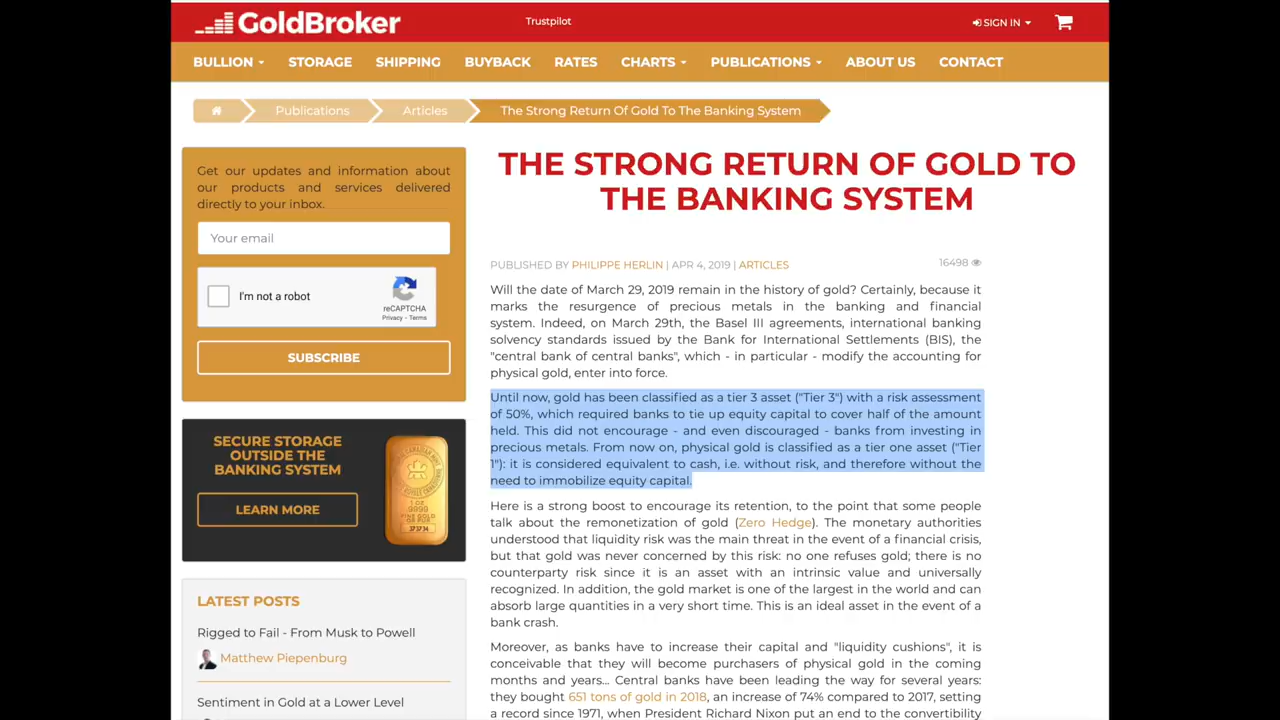 GoldBroker
Trustpilot
SIGN IN
BULLION
STORAGE
SHIPPING
BUYBACK
RATES
CHARTS
PUBLICATIONS
ABOUT US
CONTACT
Publications
Articles
The Strong Return Of Gold To The Banking System
Get our updates and information about
our products and services delivered
directly to your inbox.
Your email
I'm not a robot
reCAPTCHA
Privacy - Terms
SUBSCRIBE
SECURE STORAGE
OUTSIDE THE
BANKING SYSTEM
LEARN MORE
1 OZ
9999
FINE GOLD
OR PUR
373734
LATEST POSTS
Rigged to Fail - From Musk to Powell
Matthew Piepenburg
Sentiment in Gold at a Lower Level
THE STRONG RETURN OF GOLD TO
THE BANKING SYSTEM
PUBLISHED BY PHILIPPE HERLIN | APR 4, 2019 | ARTICLES
16498
Will the date of March 29, 2019 remain in the history of gold? Certainly, because it
marks the resurgence of precious metals in the banking and financial
system. Indeed, on March 29th, the Basel III agreements, international banking
solvency standards issued by the Bank for International Settlements (BIS), the
"central bank of central banks", which - in particular - modify the accounting for
physical gold, enter into force.
Until now, gold has been classified as a tier 3 asset ("Tier 3") with a risk assessment
of 50%, which required banks to tie up equity capital to cover half of the amount
held. This did not encourage - and even discouraged - banks from investing in
precious metals. From now on, physical gold is classified as a tier one asset ("Tier
1"): it is considered equivalent to cash, i.e. without risk, and therefore without the
need to immobilize equity capital.
Here is a strong boost to encourage its retention, to the point that some people
talk about the remonetization of gold (Zero Hedge). The monetary authorities
understood that liquidity risk was the main threat in the event of a financial crisis,
but that gold was never concerned by this risk: no one refuses gold; there is no
counterparty risk since it is an asset with an intrinsic value and universally
recognized. In addition, the gold market is one of the largest in the world and can
absorb large quantities in a very short time. This is an ideal asset in the event of a
bank crash.
Moreover, as banks have to increase their capital and "liquidity cushions", it is
conceivable that they will become purchasers of physical gold in the coming
months and years... Central banks have been leading the way for several years:
they bought 651 tons of gold in 2018, an increase of 74% compared to 2017, setting
a record since 1971, when President Richard Nixon put an end to the convertibility